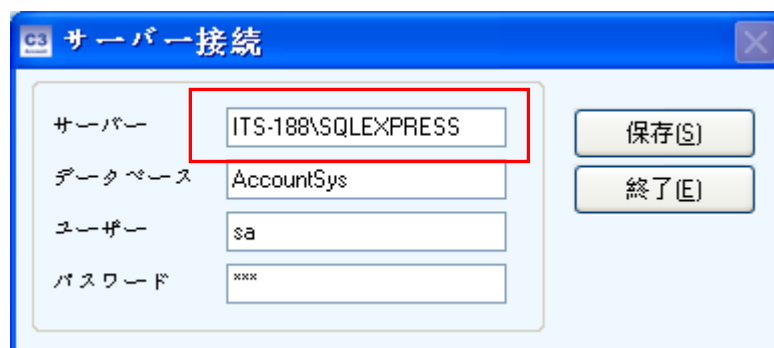 C3 サーバー接続
サーバー ITS-188\SQLEXPRESS 保存(S)
データベース AccountSys 終了(E)
ユーザー sa
パスワード ***